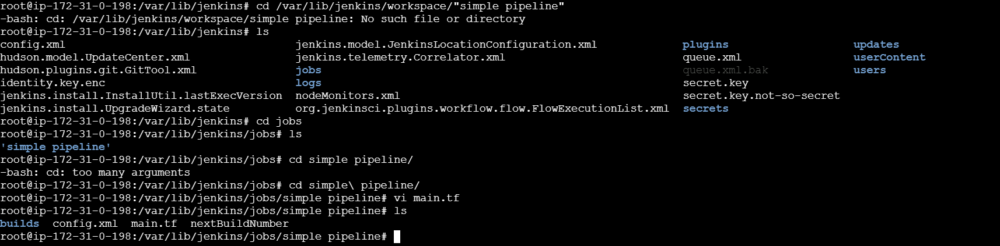 root@ip-172-31-0-198:/var/lib/jenkins# cd /var/lib/jenkins/workspace/"simple pipeline"
-bash: cd: /var/lib/jenkins/workspace/simple pipeline: No such file or directory
root@ip-172-31-0-198:/var/lib/jenkins# ls
config.xml jenkins.model.JenkinsLocationConfiguration.xml plugins updates
hudson.model.UpdateCenter.xml jenkins.telemetry.Correlator.xml queue.xml userContent
hudson.plugins.git.GitTool.xml jobs queue.xml.bak users
identity.key.enc logs secret.key
jenkins.install.InstallUtil.lastExecVersion nodeMonitors.xml secret.key.not-so-secret
jenkins.install.UpgradeWizard.state org.jenkinsci.plugins.workflow.flow.FlowExecutionList.xml secrets
root@ip-172-31-0-198:/var/lib/jenkins# cd jobs
root@ip-172-31-0-198:/var/lib/jenkins/jobs# ls
'simple pipeline'
root@ip-172-31-0-198:/var/lib/jenkins/jobs# cd simple pipeline/
-bash: cd: too many arguments
root@ip-172-31-0-198:/var/lib/jenkins/jobs# cd simple\ pipeline/
root@ip-172-31-0-198:/var/lib/jenkins/jobs/simple pipeline# vi main.tf
root@ip-172-31-0-198:/var/lib/jenkins/jobs/simple pipeline# ls
builds config.xml main.tf nextBuildNumber
root@ip-172-31-0-198:/var/lib/jenkins/jobs/simple pipeline#